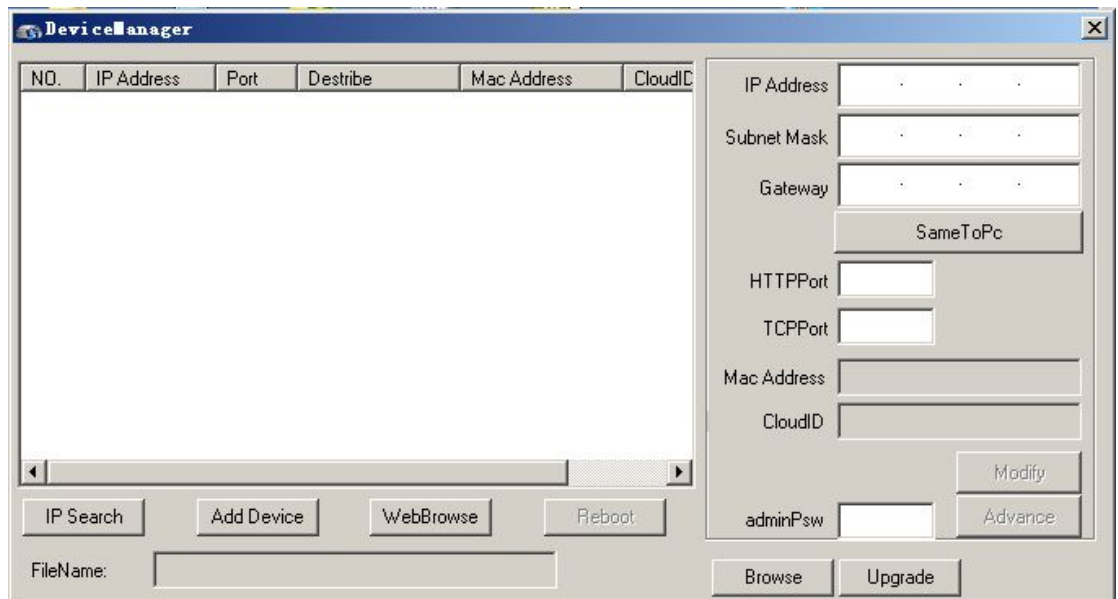 DeviceManager
NO. IP Address Port Destribe Mac Address CloudID
IP Address
Subnet Mask
Gateway
SameToPc
HTTPPort
TCPPort
Mac Address
CloudID
Modify
IP Search Add Device WebBrowse Reboot
adminPsw Advance
FileName:
Browse Upgrade